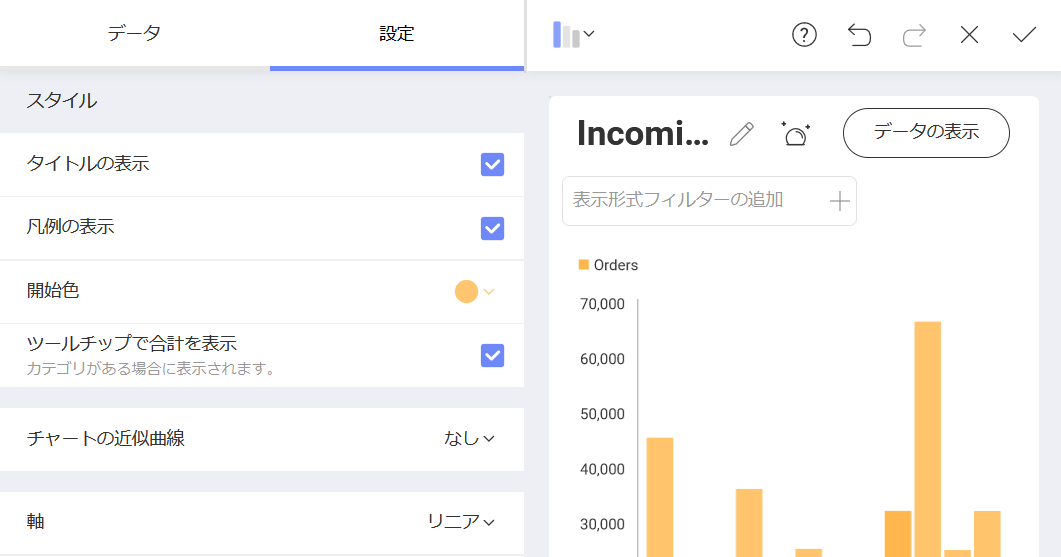 データ
設定
スタイル
タイトルの表示
凡例の表示
開始色
ツールチップで合計を表示
カテゴリがある場合に表示されます。
チャートの近似曲線
なし
軸
リニア
?
Incomi...
データの表示
表示形式フィルターの追加
Orders
70,000
60,000
50,000
40,000
30,000